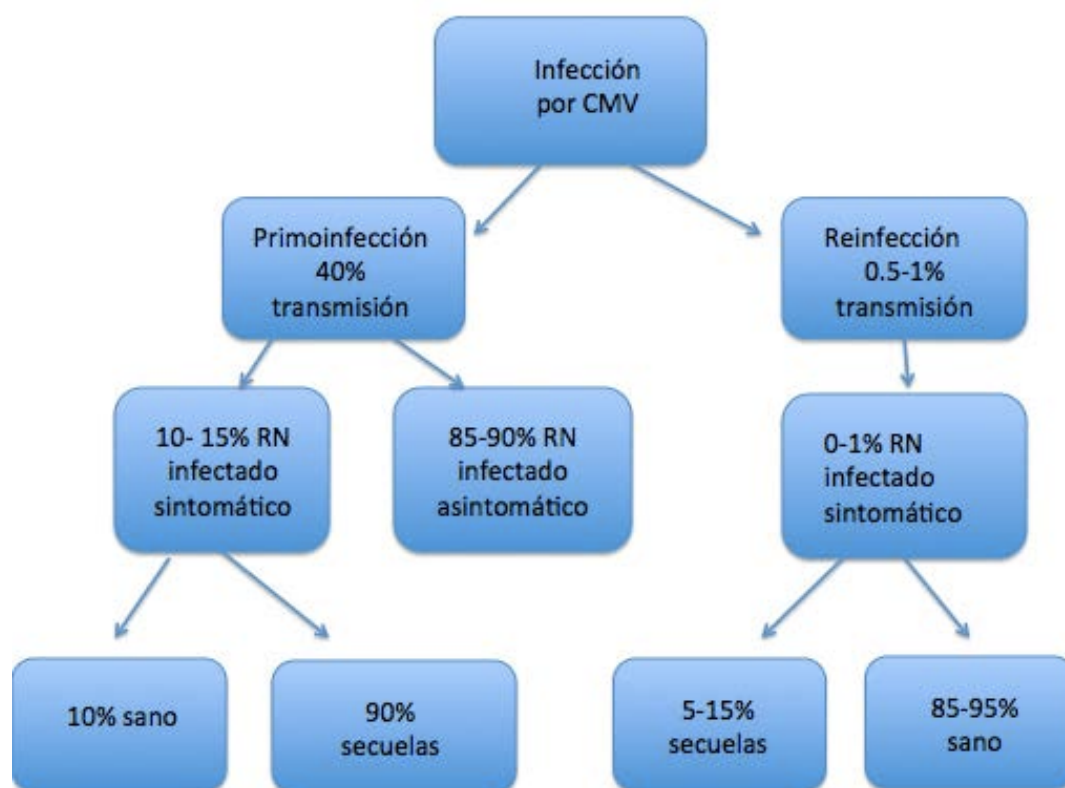 Infección
por CMV
Primoinfección
40%
transmisión
Reinfección
0.5-1%
transmisión
10- 15% RN
infectado
sintomático
85-90% RN
infectado
asintomático
0-1% RN
infectado
sintomático
10% sano
90%
secuelas
5-15%
secuelas
85-95%
sano